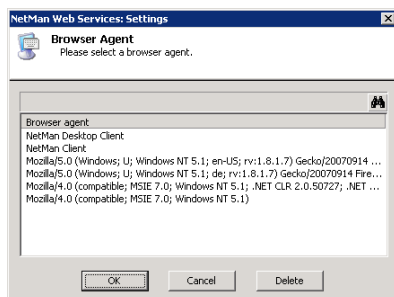 NetMan Web Services: Settings
Browser Agent
Please select a browser agent.
Browser agent
NetMan Desktop Client
NetMan Client
Mozilla/5.0 (Windows; U; Windows NT 5.1; en-US; rv:1.8.1.7) Gecko/20070914 ...
Mozilla/5.0 (Windows; U; Windows NT 5.1; de; rv:1.8.1.7) Gecko/20070914 Fire...
Mozilla/4.0 (compatible; MSIE 7.0; Windows NT 5.1; .NET CLR 2.0.50727; .NET ...
Mozilla/4.0 (compatible; MSIE 7.0; Windows NT 5.1)
OK Cancel Delete